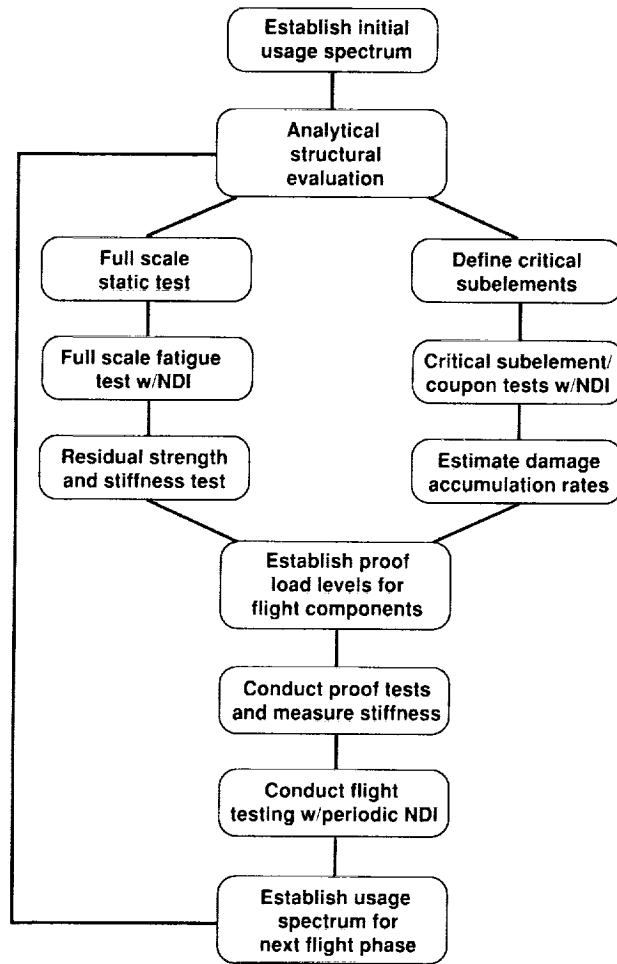 Establish initial
usage spectrum
Analytical
structural
evaluation
Full scale
static test
Define critical
subelements
Full scale fatigue
test w/NDI
Critical subelement/
coupon tests w/NDI
Residual strength
and stiffness test
Estimate damage
accumulation rates
Establish proof
load levels for
flight components
Conduct proof tests
and measure stiffness
Conduct flight
testing w/periodic NDI
Establish usage
spectrum for
next flight phase